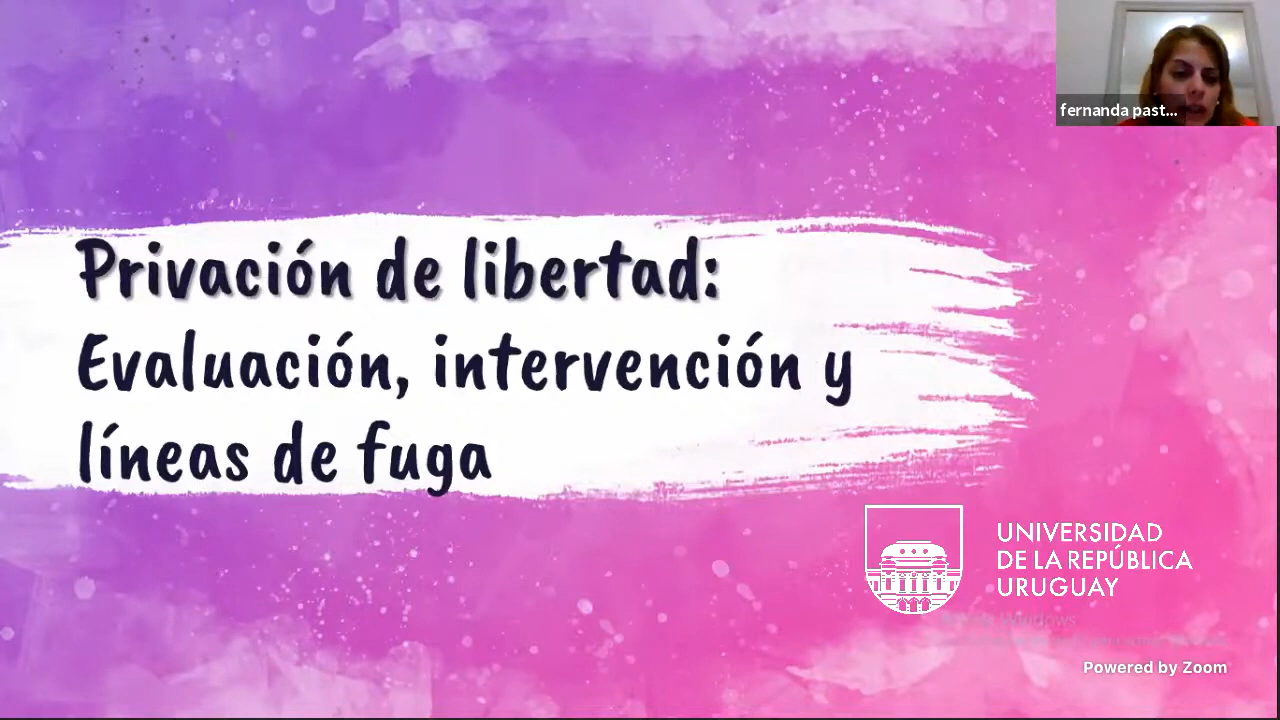 fernanda past...
Privación de libertad:
Evaluación, intervención y
líneas de fuga
UNIVERSIDAD
DE LA REPÚBLICA
URUGUAY
Powered by Zoom